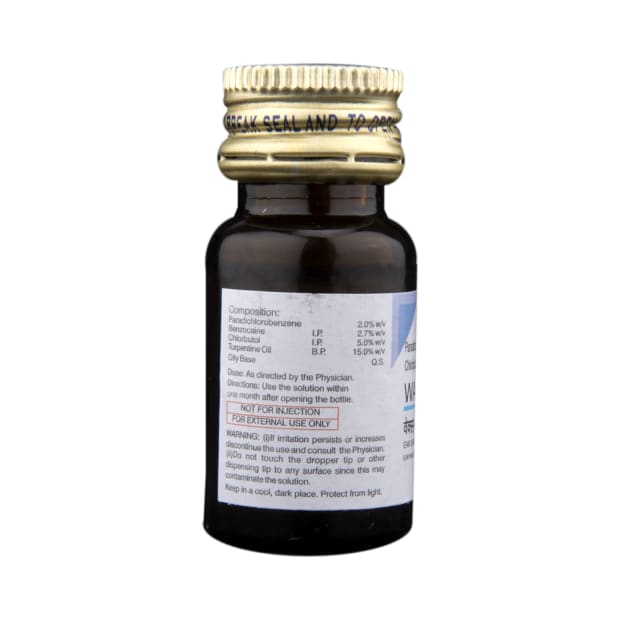 BREAK SEAL AND TO OPEN
Composition:
Paradichlorobenzene 2.0% w/v
Benzocaine I.P. 2.7% w/v
Chlorbutol I.P. 5.0% w/v
Turpentine Oil B.P. 15.0% w/v
Oily Base Q.S.
Dose: As directed by the Physician.
Directions: Use the solution within
one month after opening the bottle.
NOT FOR INJECTION
FOR EXTERNAL USE ONLY
WARNING: (i)If irritation persists or increases
discontinue the use and consult the Physician.
(ii)Do not touch the dropper tip or other
dispensing tip to any surface since this may
contaminate the solution.
Keep in a cool, dark place. Protect from light.